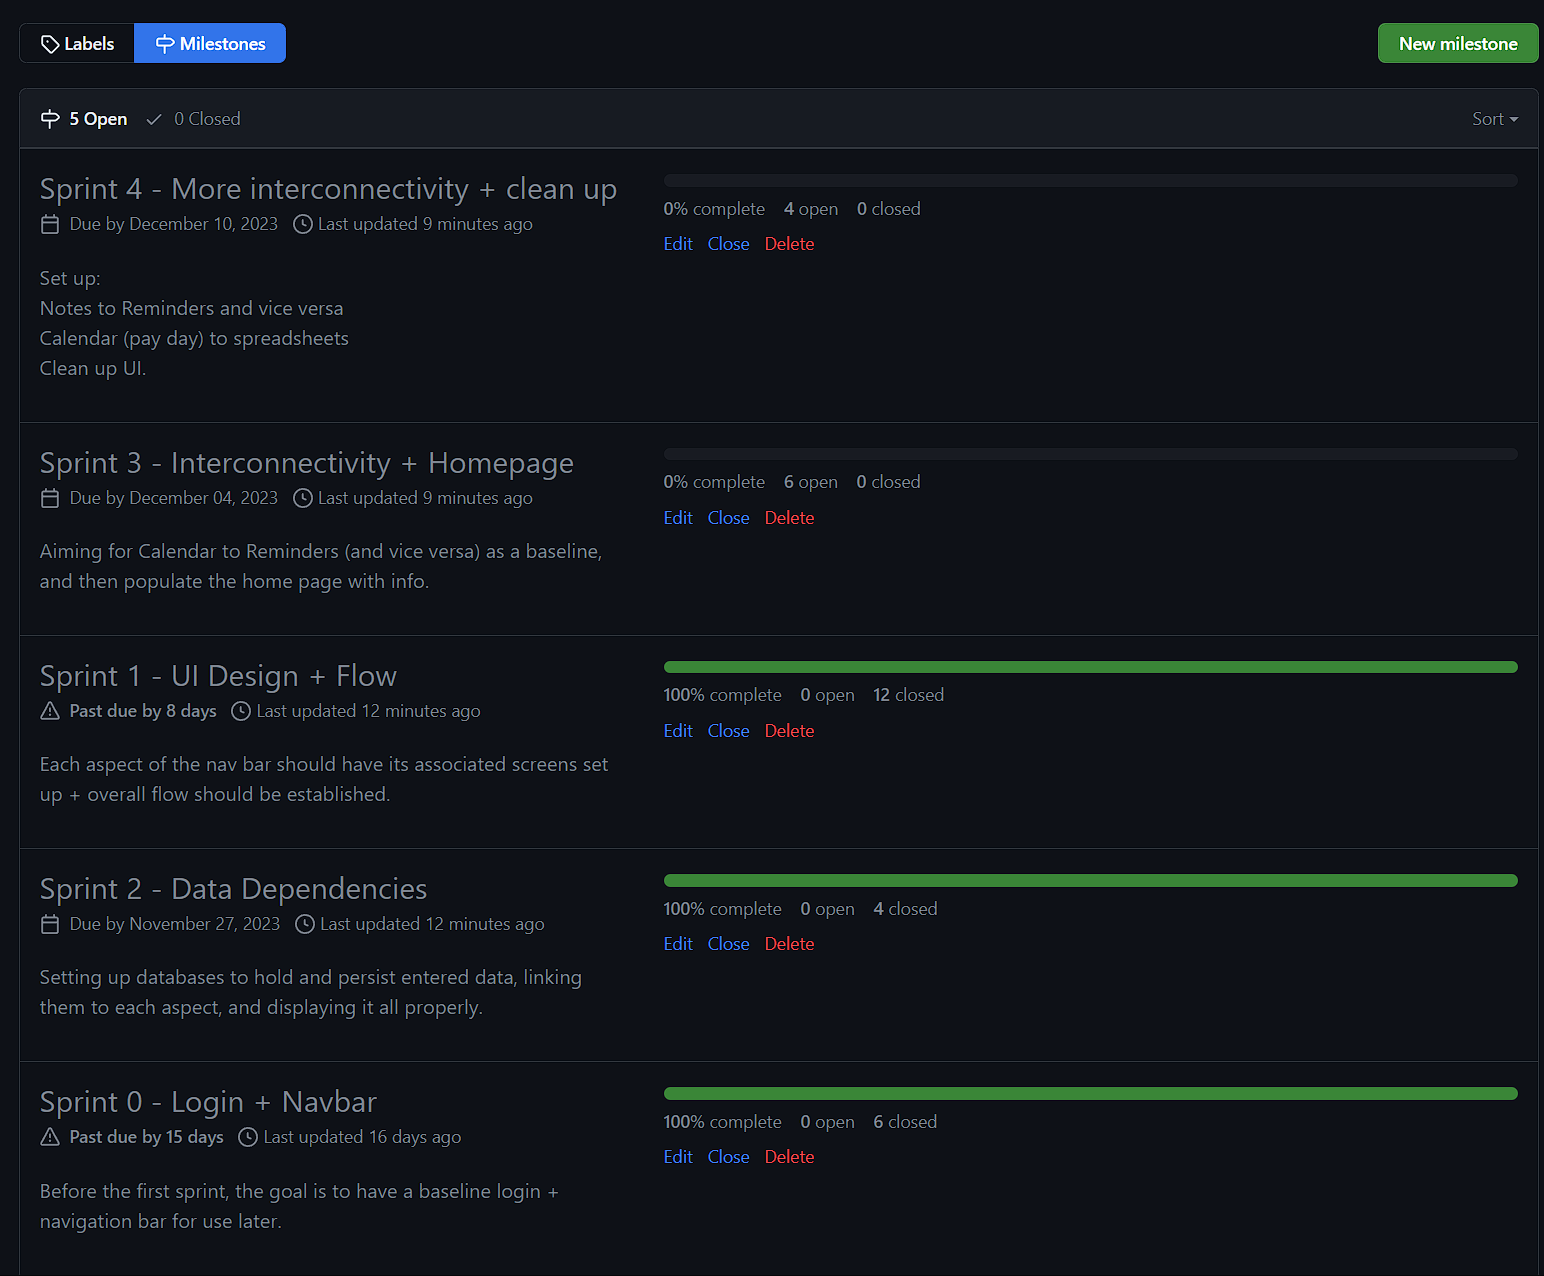 Labels Milestones New milestone
5 Open 0 Closed Sort
Sprint 4 - More interconnectivity + clean up
Due by December 10, 2023 Last updated 9 minutes ago
Set up:
Notes to Reminders and vice versa
Calendar (pay day) to spreadsheets
Clean up UI.
0% complete 4 open 0 closed
Edit Close Delete
Sprint 3 - Interconnectivity + Homepage
Due by December 04, 2023 Last updated 9 minutes ago
Aiming for Calendar to Reminders (and vice versa) as a baseline,
and then populate the home page with info.
0% complete 6 open 0 closed
Edit Close Delete
Sprint 1 - UI Design + Flow
Past due by 8 days Last updated 12 minutes ago
Each aspect of the nav bar should have its associated screens set
up + overall flow should be established.
100% complete 0 open 12 closed
Edit Close Delete
Sprint 2 - Data Dependencies
Due by November 27, 2023 Last updated 12 minutes ago
Setting up databases to hold and persist entered data, linking
them to each aspect, and displaying it all properly.
100% complete 0 open 4 closed
Edit Close Delete
Sprint 0 - Login + Navbar
Past due by 15 days Last updated 16 days ago
Before the first sprint, the goal is to have a baseline login +
navigation bar for use later.
100% complete 0 open 6 closed
Edit Close Delete